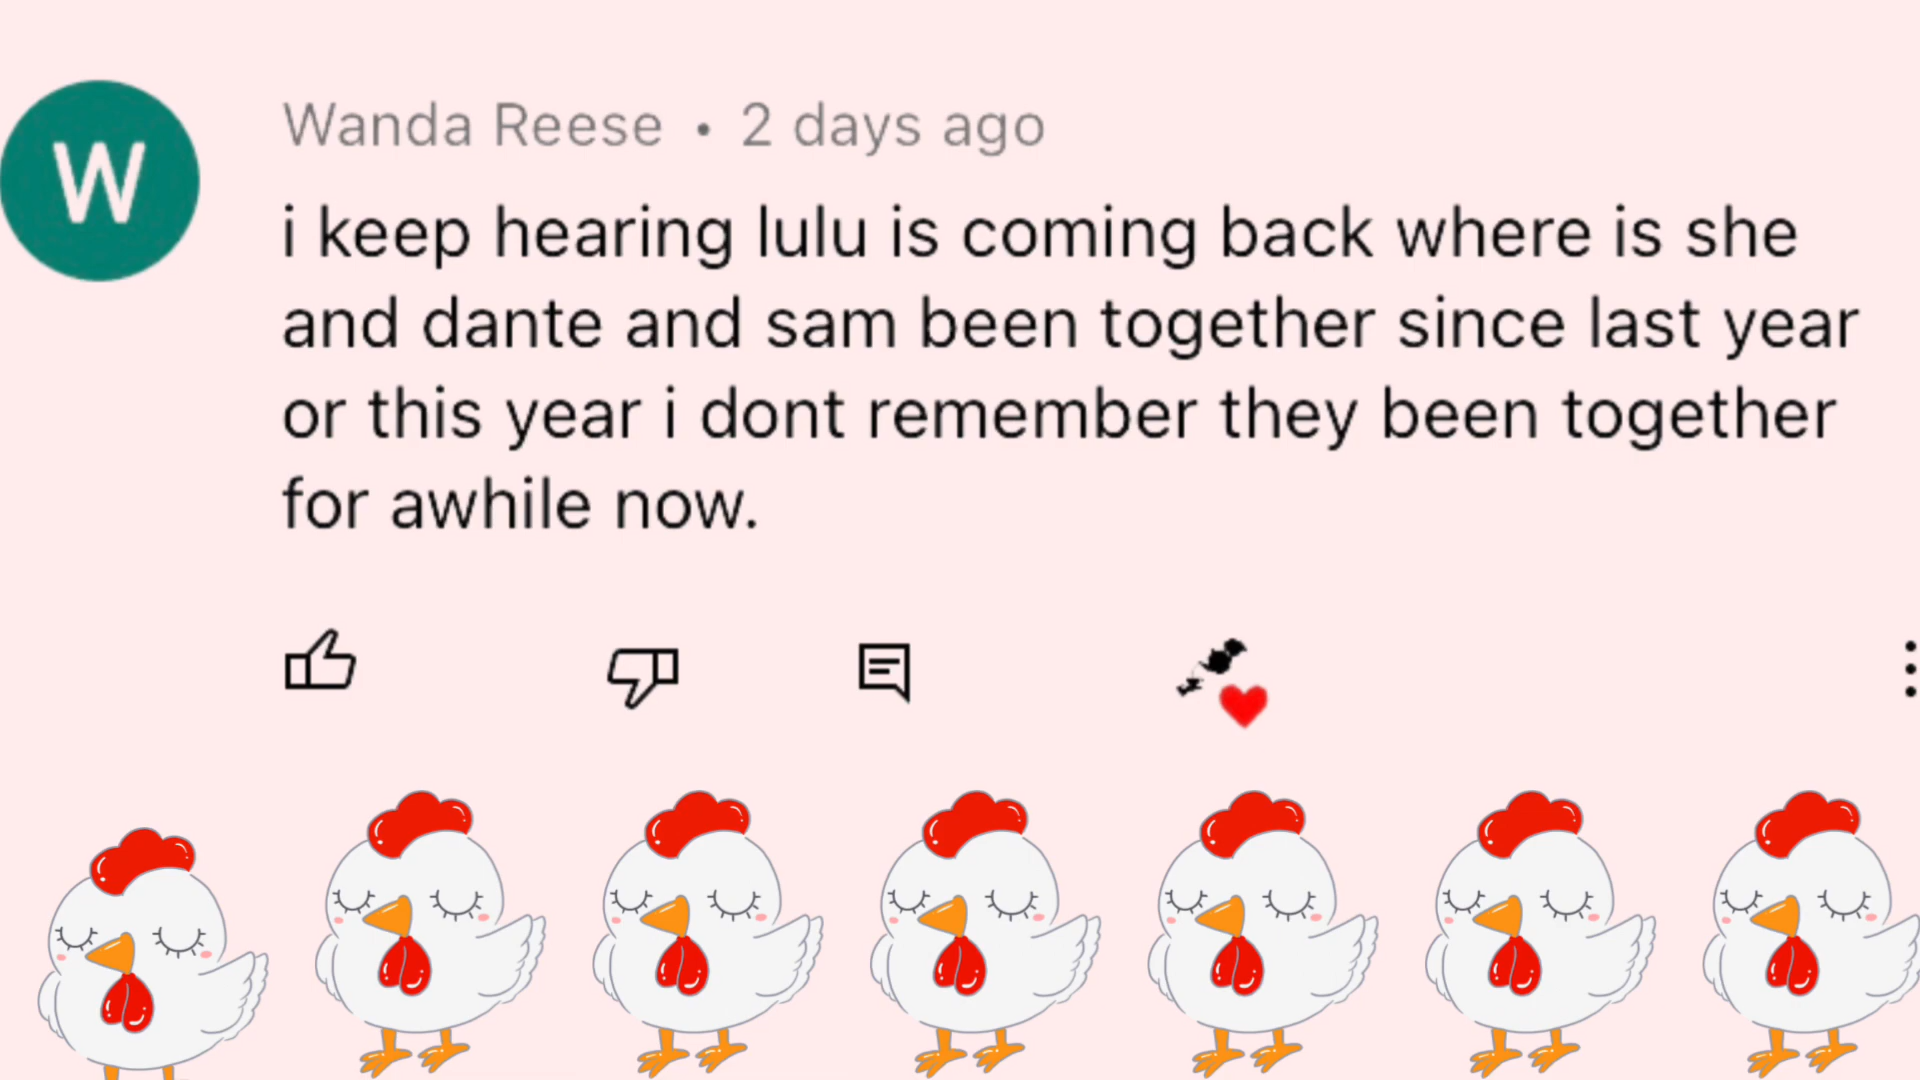 W
Wanda Reese • 2 days ago
i keep hearing lulu is coming back where is she
and dante and sam been together since last year
or this year i dont remember they been together
for awhile now.